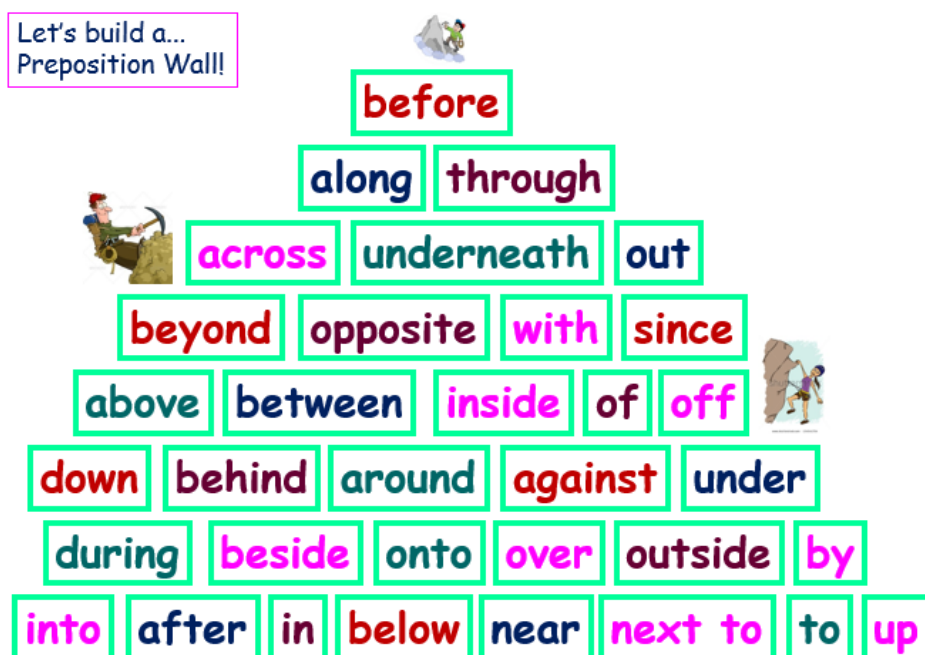 Let's build a...
Preposition Wall!
before
along through
across underneath out
beyond opposite with since
above between inside of off
down behind around against under
during beside onto over outside by
into after in below near next to to up